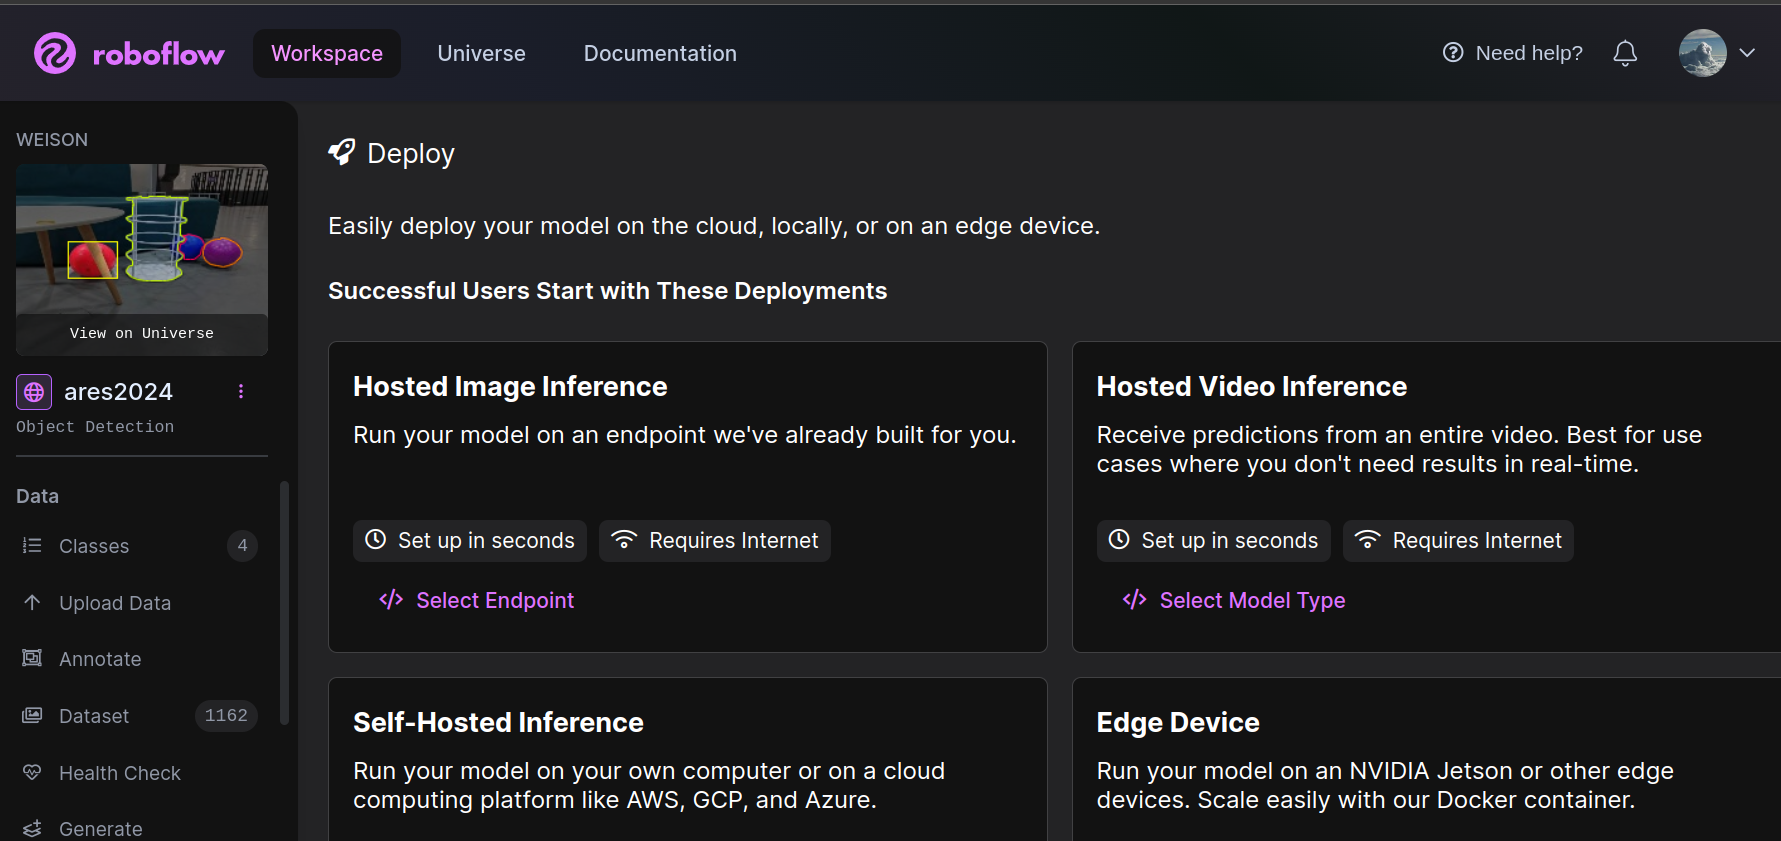 roboflow
Workspace
Universe
Documentation
Need help?
WEISON
View on Universe
ares2024
Object Detection
Data
Classes
4
Upload Data
Annotate
Dataset
1162
Health Check
Generate
Deploy
Easily deploy your model on the cloud, locally, or on an edge device.
Successful Users Start with These Deployments
Hosted Image Inference
Run your model on an endpoint we've already built for you.
Set up in seconds
Requires Internet
</> Select Endpoint
Hosted Video Inference
Receive predictions from an entire video. Best for use
cases where you don't need results in real-time.
Set up in seconds
Requires Internet
</> Select Model Type
Self-Hosted Inference
Run your model on your own computer or on a cloud
computing platform like AWS, GCP, and Azure.
Edge Device
Run your model on an NVIDIA Jetson or other edge
devices. Scale easily with our Docker container.